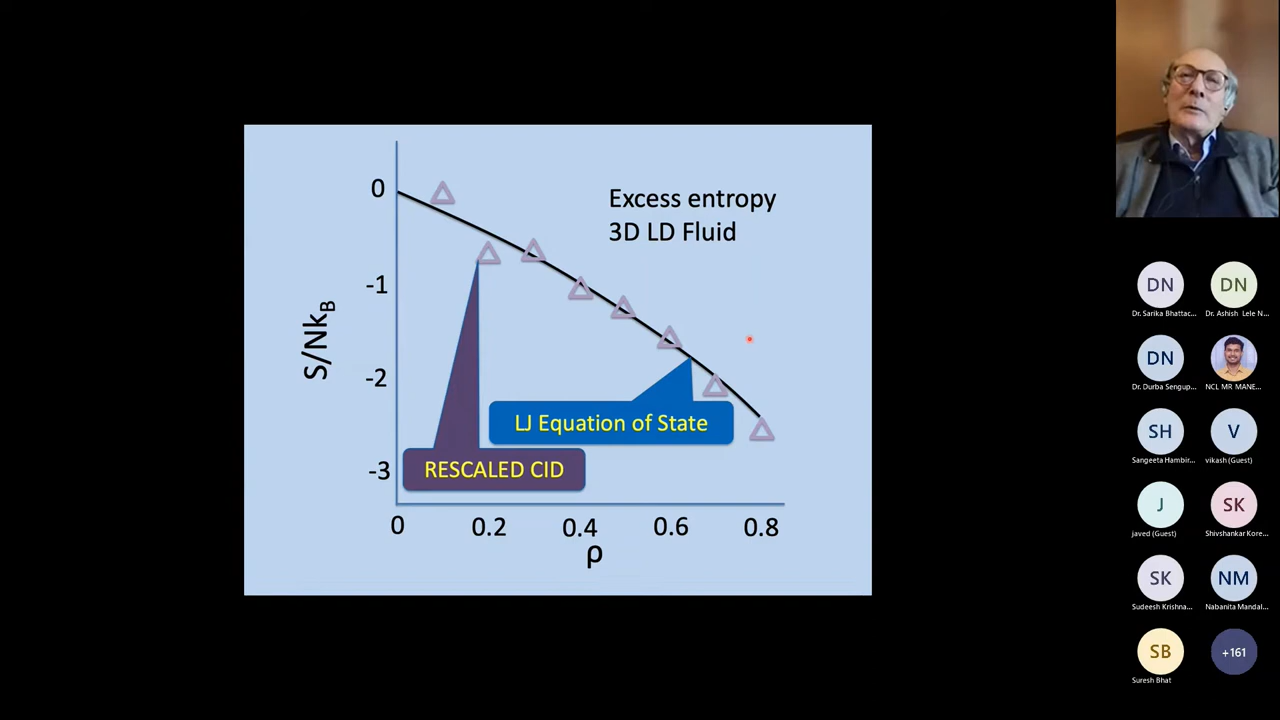 Excess entropy
3D LD Fluid
0
-1
-2
-3
S/NkB
LJ Equation of State
RESCALED CID
0
0.2
0.4
0.6
0.8
ρ
DN
DN
Dr. Sarika Bhattac...
Dr. Ashish Lele N...
DN
Dr. Durba Sengup...
NCL MR MANE...
SH
V
Sangeeta Hambir...
vikash (Guest)
J
SK
javed (Guest)
Shivshankar Kore...
SK
NM
Sudeesh Krishna...
Nabanita Mandal...
SB
+161
Suresh Bhat